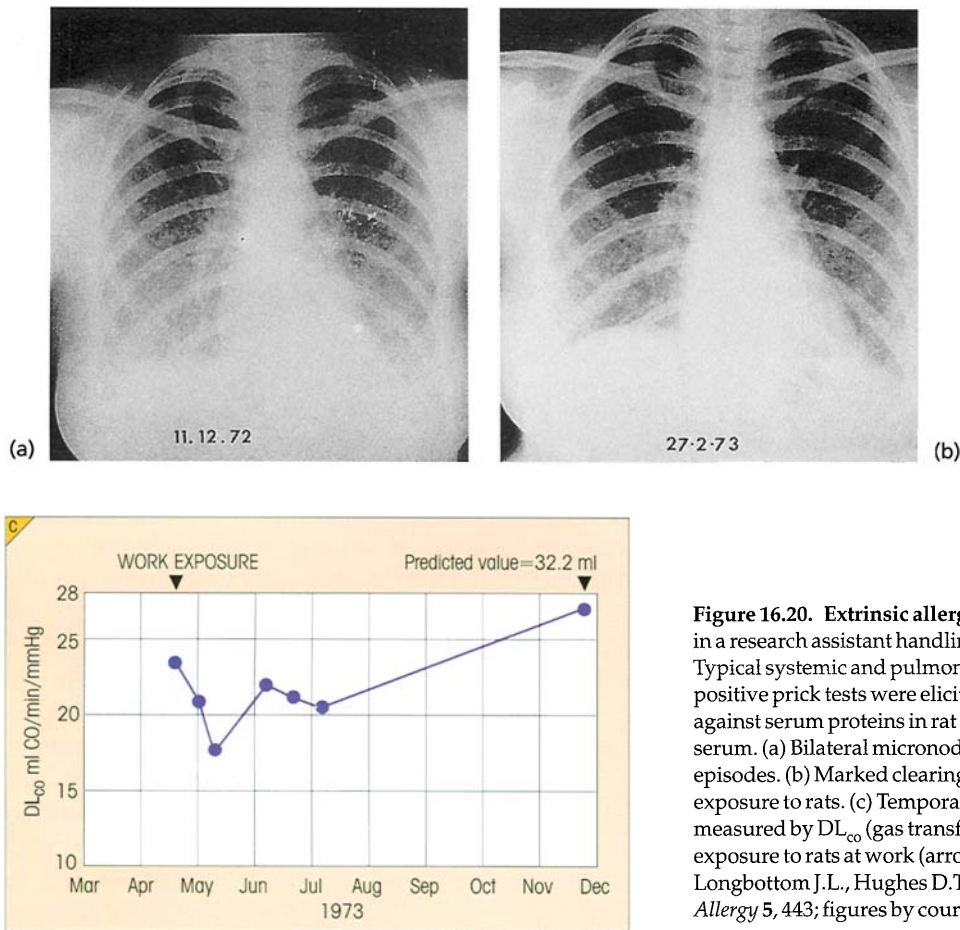 11.12.72
(a)
27·2·73
(b)
C
WORK EXPOSURE
Predicted value=32.2 ml
28
25
20
15
10
DLco ml CO/min/mmHg
Mar Apr May Jun Jul Aug Sep Oct Nov Dec
1973
Figure 16.20. Extrinsic allerg
in a research assistant handlin
Typical systemic and pulmon
positive prick tests were elicit
against serum proteins in rat
serum. (a) Bilateral micronod
episodes. (b) Marked clearing
exposure to rats. (c) Tempora
measured by DLco (gas transf
exposure to rats at work (arro
Longbottom J.L., Hughes D.T
Allergy 5, 443; figures by cour